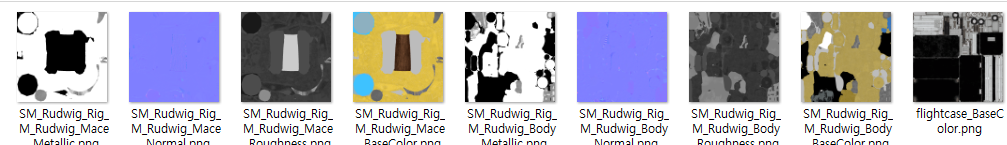 SM_Rudwig_Rig_
M_Rudwig_Mace
Metallic.png
SM_Rudwig_Rig_
M_Rudwig_Mace
Normal.png
SM_Rudwig_Rig_
M_Rudwig_Mace
Roughness.png
SM_Rudwig_Rig_
M_Rudwig_Mace
BaseColor.png
SM_Rudwig_Rig_
M_Rudwig_Body
Metallic.png
SM_Rudwig_Rig_
M_Rudwig_Body
Normal.png
SM_Rudwig_Rig_
M_Rudwig_Body
Roughness.png
SM_Rudwig_Rig_
M_Rudwig_Body
BaseColor.png
flightcase_BaseC
olor.png